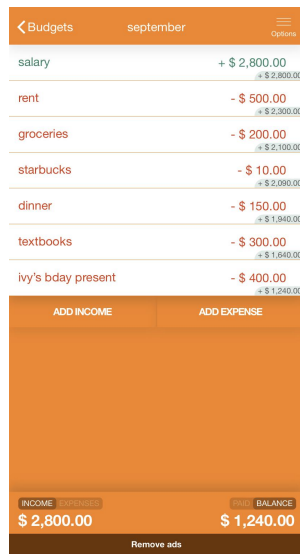 Budgets september Options
salary + $ 2,800.00
+ $ 2,800.00
rent - $ 500.00
+ $ 2,300.00
groceries - $ 200.00
+ $ 2,100.00
starbucks - $ 10.00
+ $ 2,090.00
dinner - $ 150.00
+ $ 1,940.00
textbooks - $ 300.00
+ $ 1,640.00
ivy's bday present - $ 400.00
+ $ 1,240.00
ADD INCOME ADD EXPENSE
INCOME EXPENSES PAID BALANCE
$ 2,800.00 $ 1,240.00
Remove ads